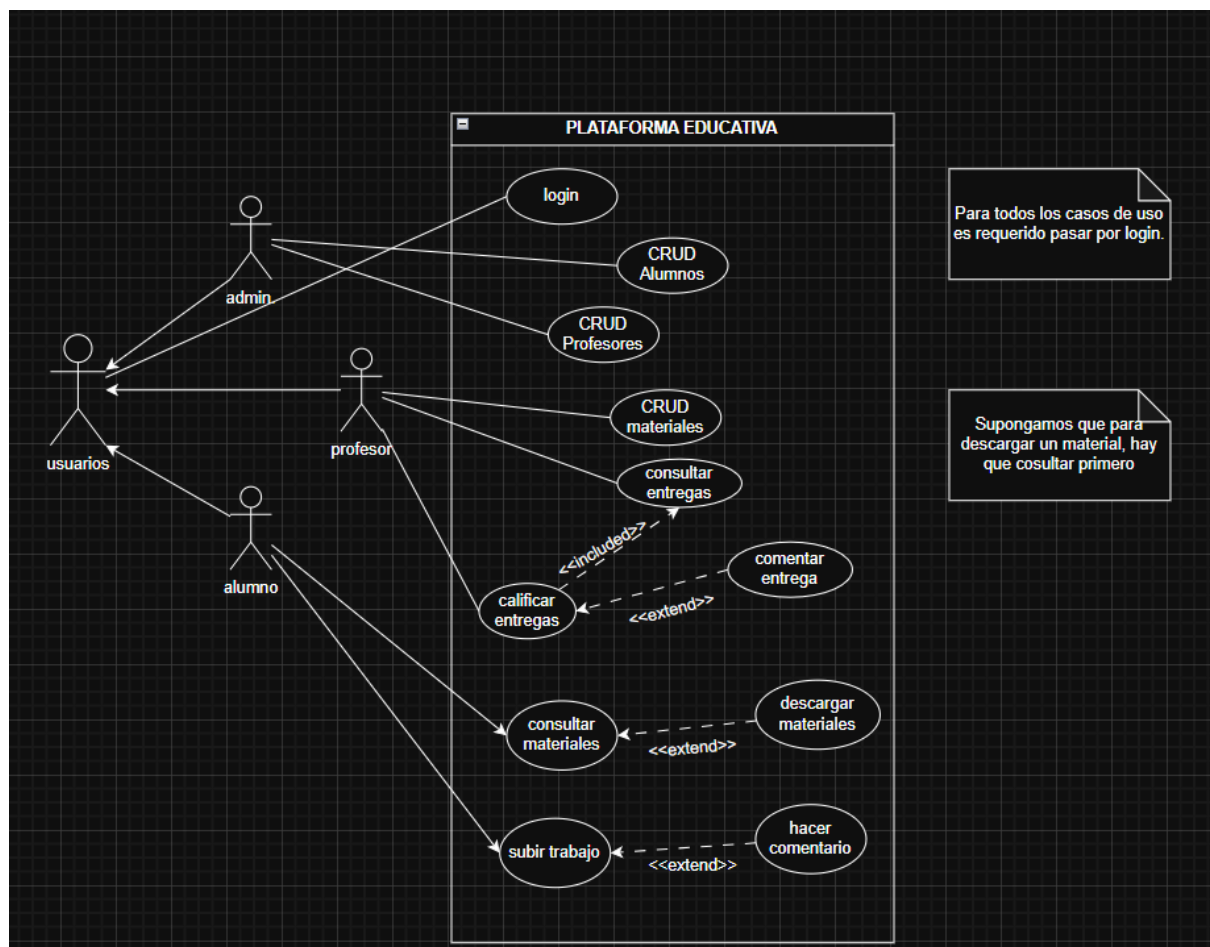 PLATAFORMA EDUCATIVA
login
Para todos los casos de uso
es requerido pasar por login.
CRUD
Alumnos
admin.
CRUD
Profesores
CRUD
materiales
Supongamos que para
descargar un material, hay
que cosultar primero
profesor
usuarios
consultar
entregas
<<included>>
comentar
entrega
alumno
calificar
entregas
<<extend>>
descargar
materiales
consultar
materiales
<<extend>>
hacer
comentario
subir trabajo
<<extend>>